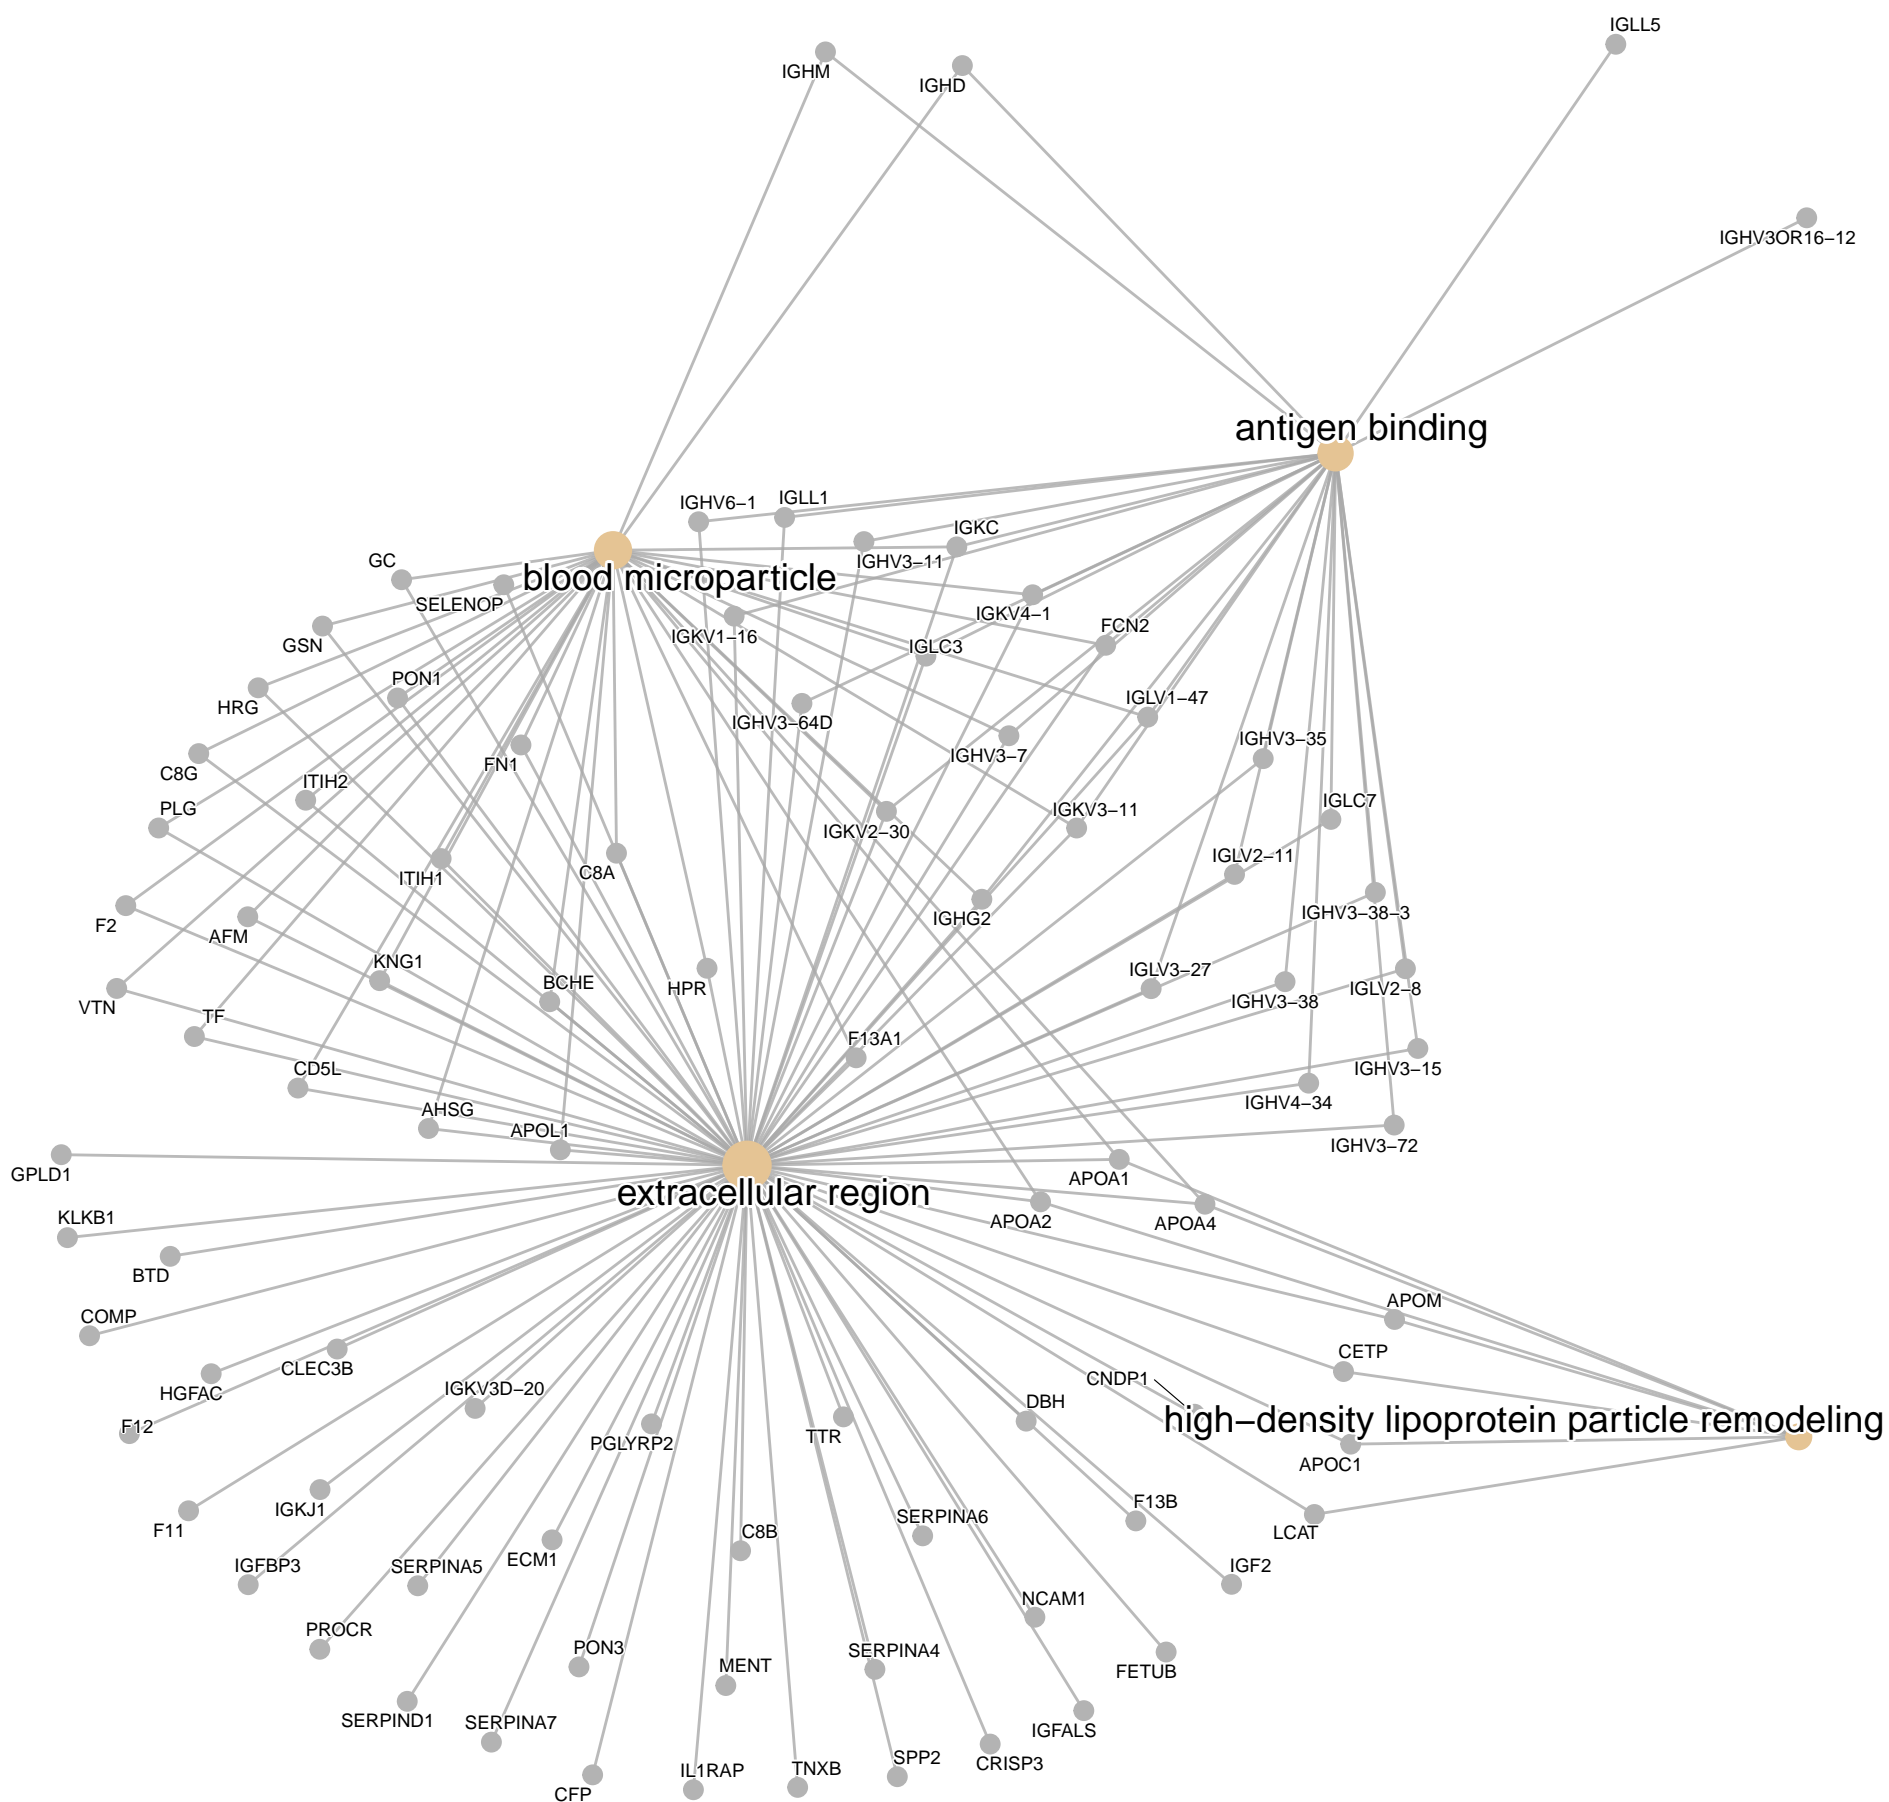 IGLL5
IGHM
IGHD
IGHV3OR16−12
antigen binding
IGHV6−1
IGLL1
IGKC
GC
IGHV3−11
blood microparticle
SELENOP
IGKV4−1
FCN2
IGKV1−16
GSN
IGLC3
PON1
IGLV1−47
HRG
IGHV3−64D
IGHV3−35
IGHV3−7
FN1
C8G
ITIH2
IGLC7
PLG
IGKV3−11
IGKV2−30
IGLV2−11
C8A
ITIH1
IGHV3−38−3
IGHG2
F2
AFM
KNG1
IGLV3−27
BCHE
HPR
IGLV2−8
IGHV3−38
VTN
TF
F13A1
CD5L
IGHV3−15
IGHV4−34
AHSG
APOL1
IGHV3−72
GPLD1
APOA1
extracellular region
KLKB1
APOA2
APOA4
BTD
APOM
COMP
CETP
CLEC3B
CNDP1
IGKV3D−20
HGFAC
DBH
high−density lipoprotein particle remodeling
F12
TTR
PGLYRP2
APOC1
F13B
IGKJ1
SERPINA6
F11
C8B
LCAT
ECM1
IGFBP3
SERPINA5
IGF2
NCAM1
PROCR
PON3
SERPINA4
MENT
FETUB
SERPIND1
SERPINA7
IGFALS
SPP2
CRISP3
TNXB
IL1RAP
CFP